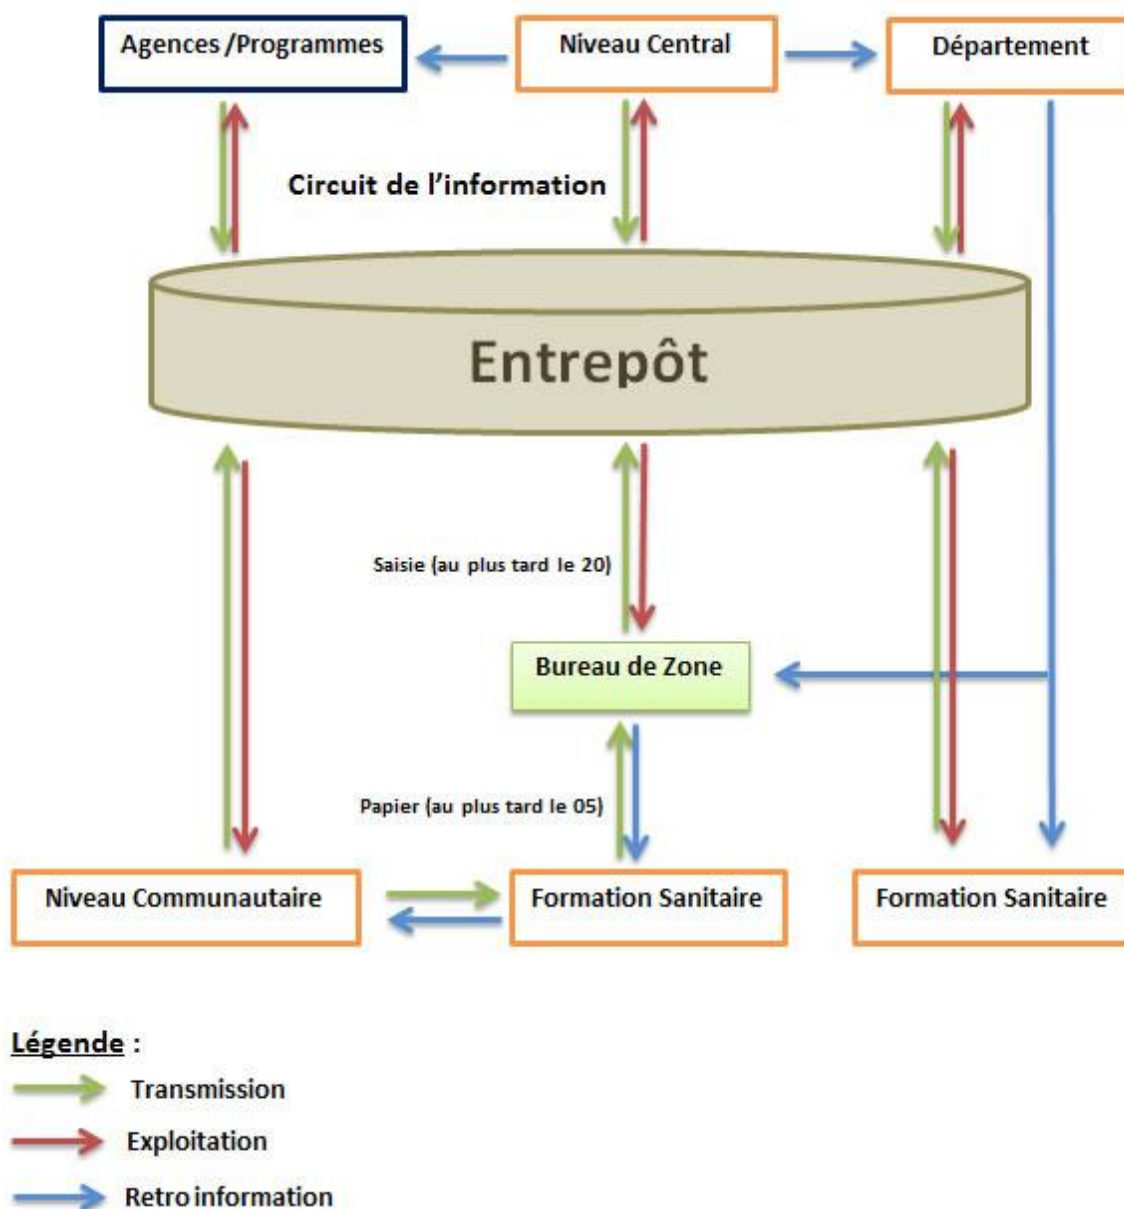 Agences /Programmes
Niveau Central
Département
Circuit de l'information
Entrepôt
Saisie (au plus tard le 20)
Bureau de Zone
Papier (au plus tard le 05)
Niveau Communautaire
Formation Sanitaire
Formation Sanitaire
Légende :
Transmission
Exploitation
Retro information